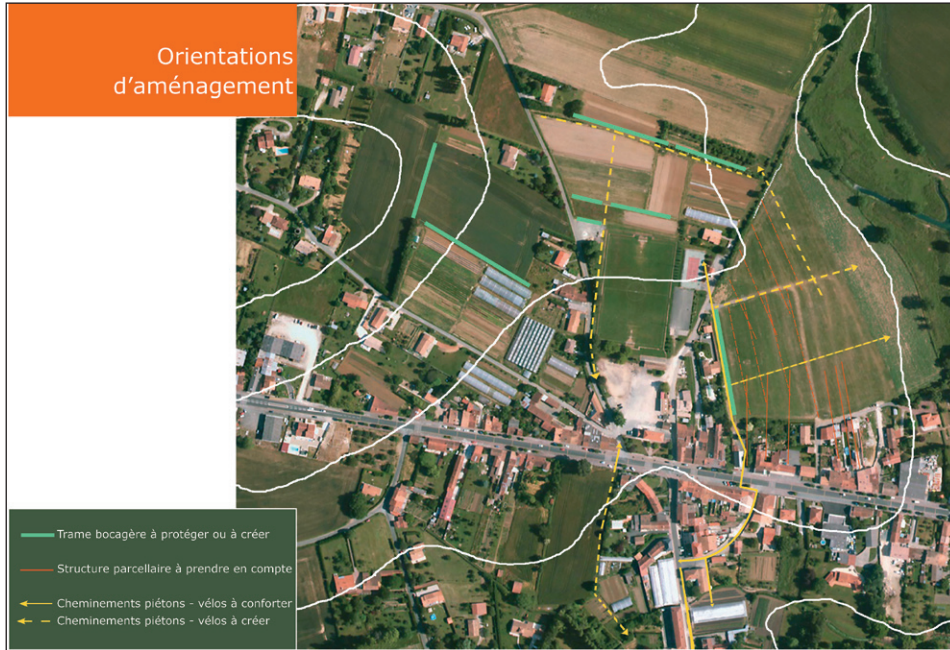 Orientations
d'aménagement
Trame bocagère à protéger ou à créer
Structure parcellaire à prendre en compte
Cheminements piétons - vélos à conforter
Cheminements piétons - vélos à créer